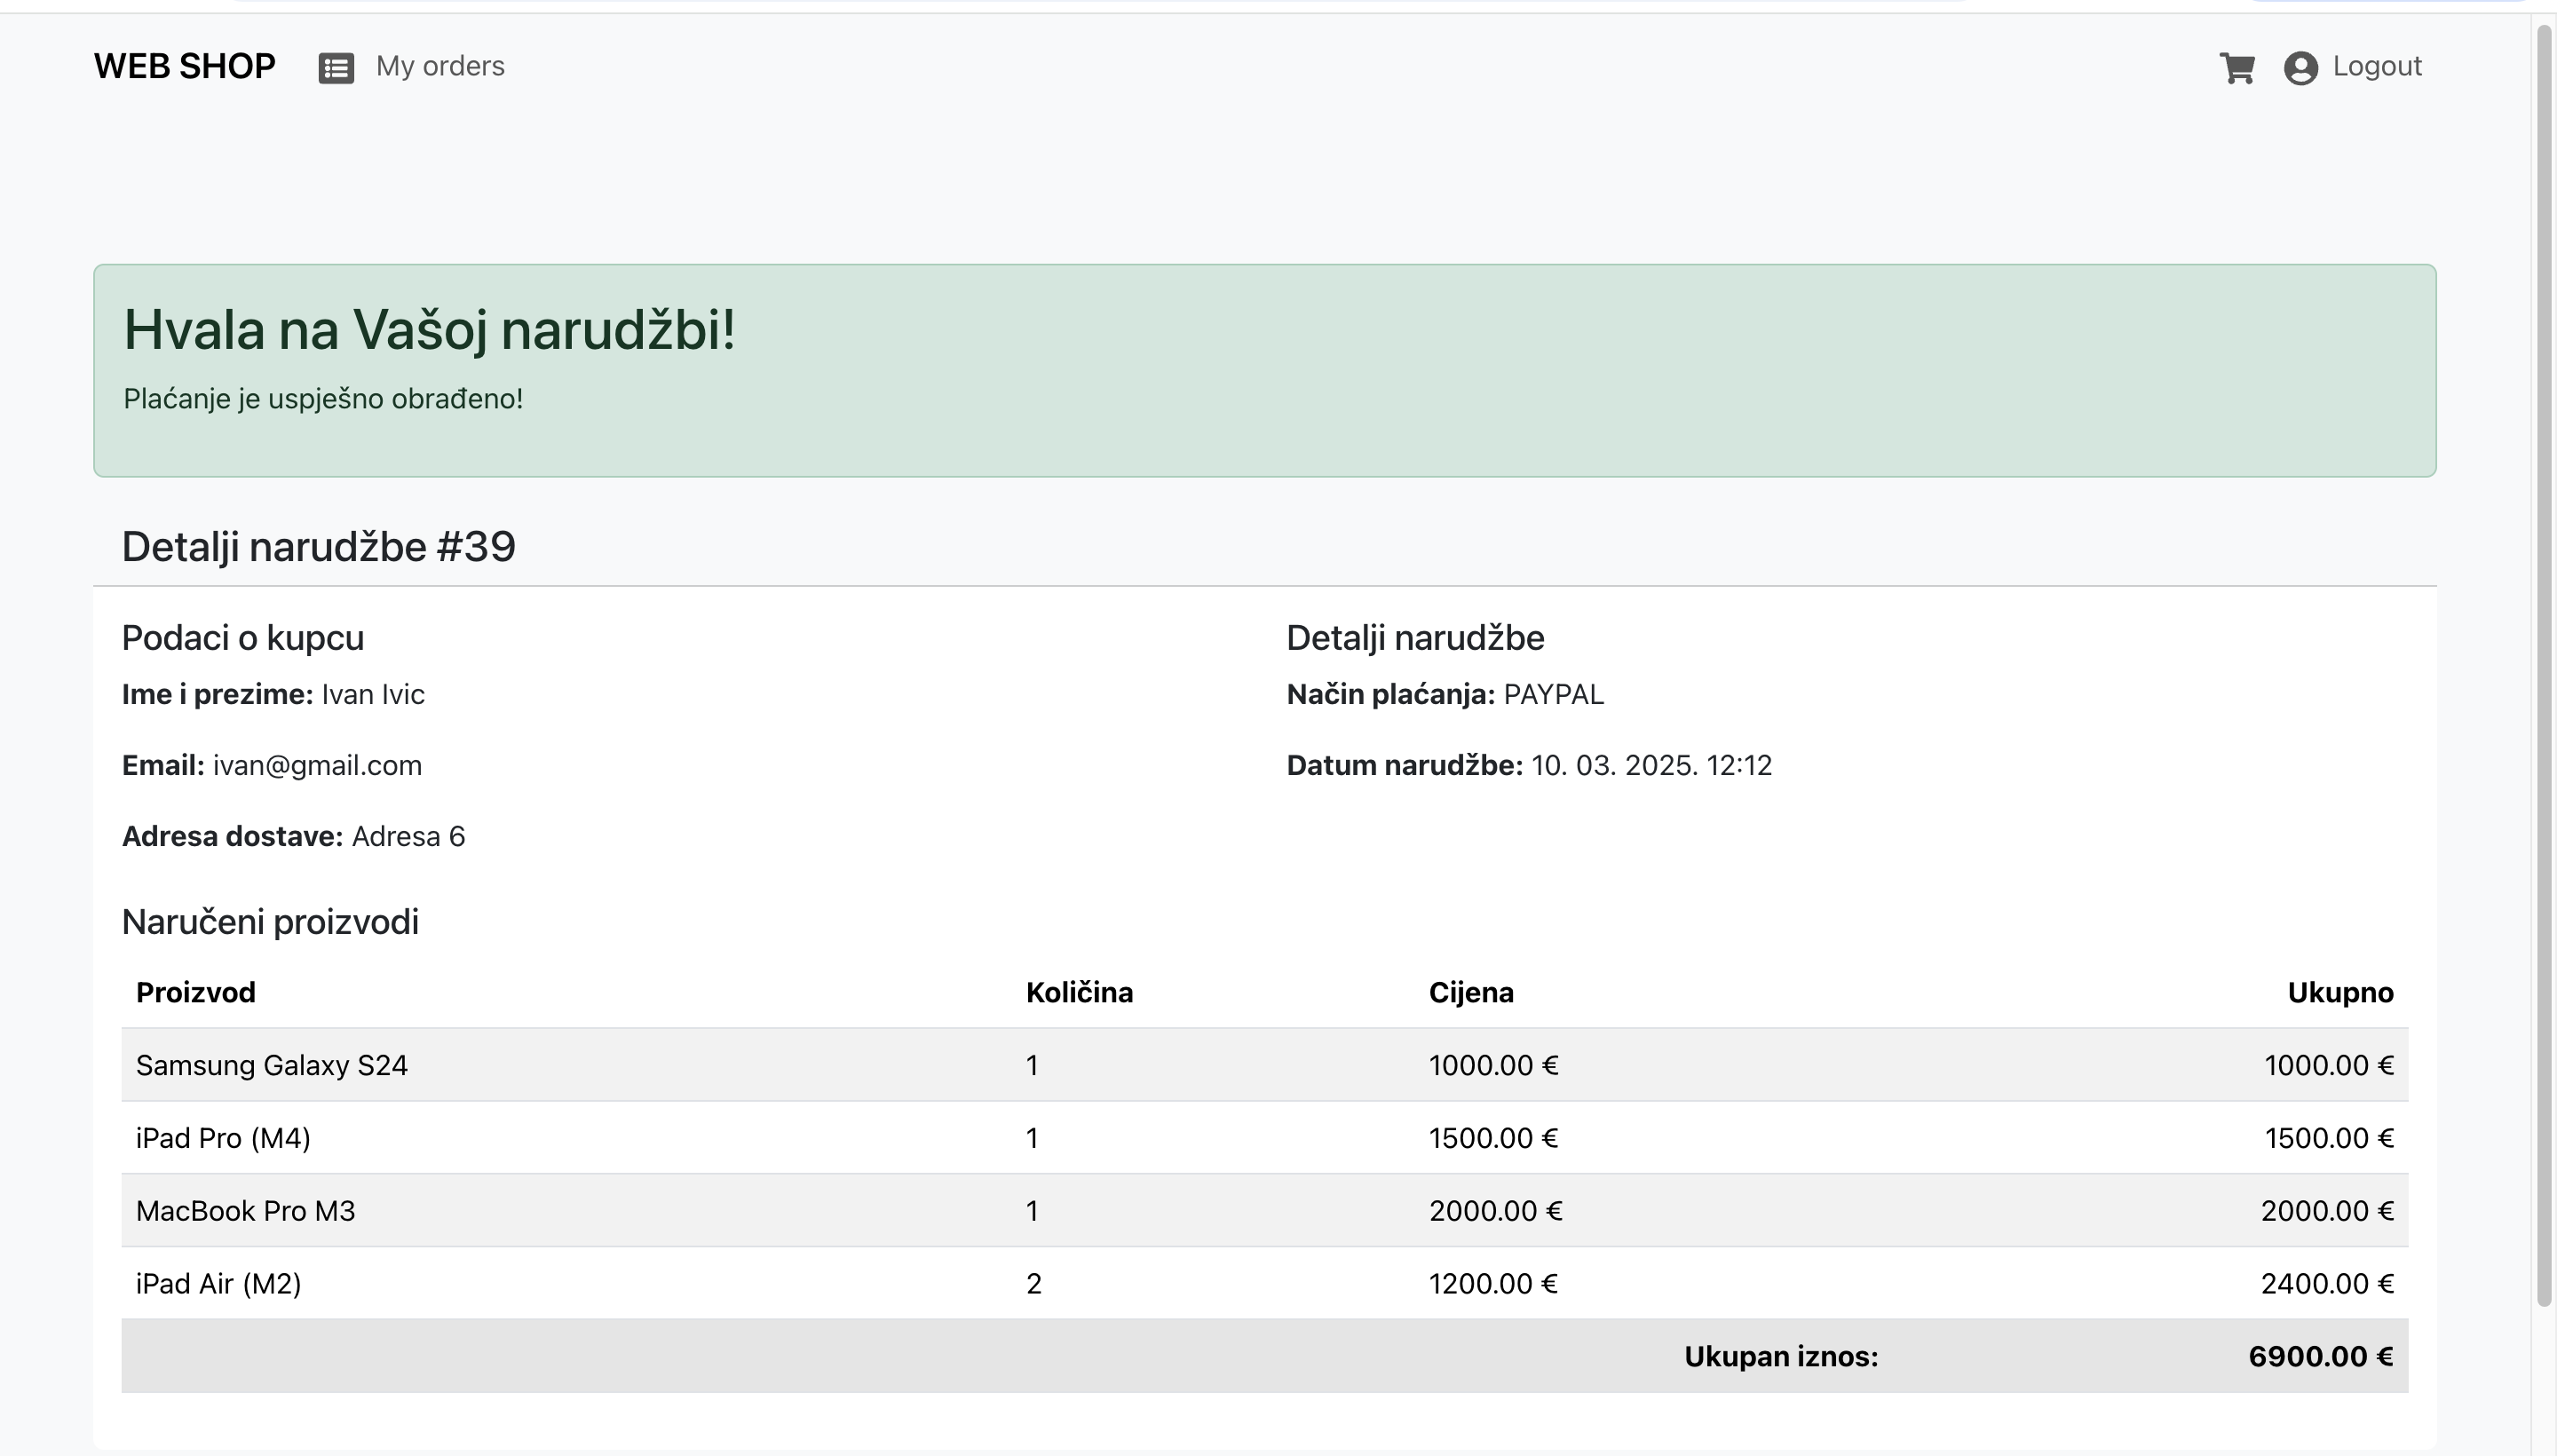 WEB SHOP My orders Logout
Hvala na Vašoj narudžbi!
Plaćanje je uspješno obrađeno!
Detalji narudžbe #39
Podaci o kupcu
Ime i prezime: Ivan Ivic
Email: ivan@gmail.com
Adresa dostave: Adresa 6
Detalji narudžbe
Način plaćanja: PAYPAL
Datum narudžbe: 10. 03. 2025. 12:12
Naručeni proizvodi
Proizvod Količina Cijena Ukupno
Samsung Galaxy S24 1 1000.00 € 1000.00 €
iPad Pro (M4) 1 1500.00 € 1500.00 €
MacBook Pro M3 1 2000.00 € 2000.00 €
iPad Air (M2) 2 1200.00 € 2400.00 €
Ukupan iznos: 6900.00 €